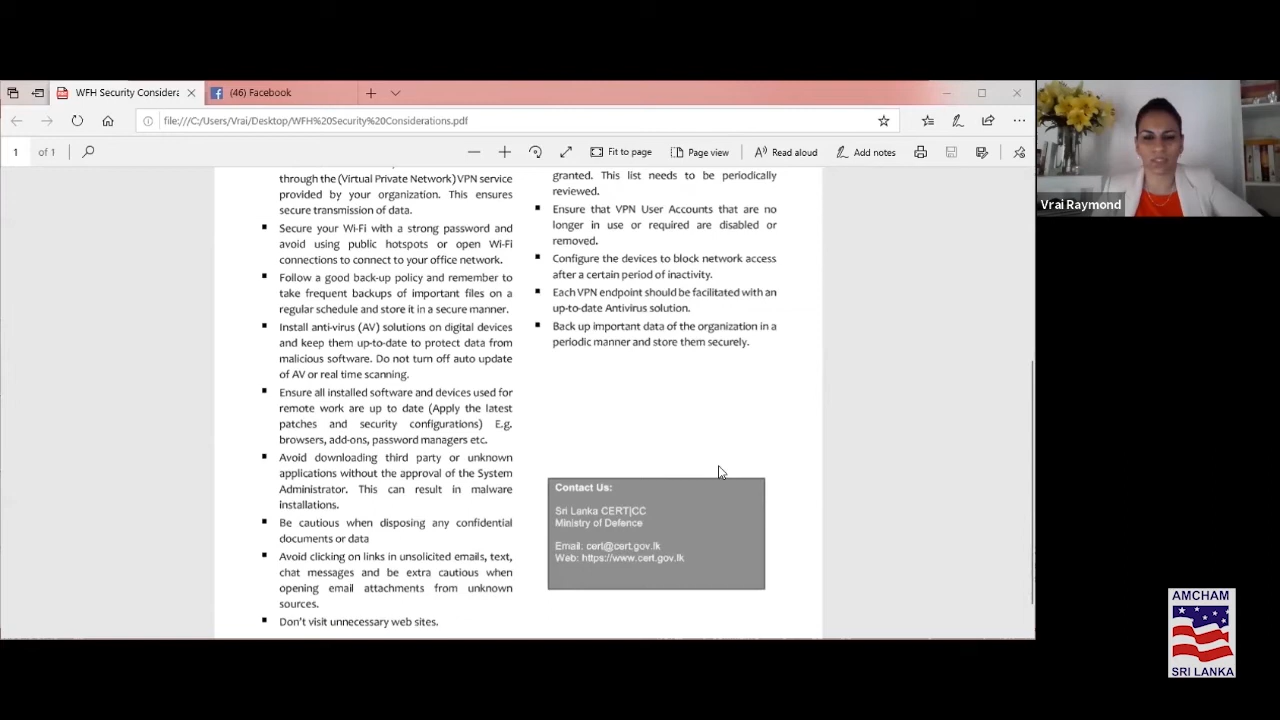 WFH Security Considera
(46) Facebook
file:///C:/Users/Vrai/Desktop/WFH%20Security%20Considerations.pdf
1 of 1
Fit to page
Page view
Read aloud
Add notes
through the (Virtual Private Network) VPN service
provided by your organization. This ensures
secure transmission of data.
Secure your Wi-Fi with a strong password and
avoid using public hotspots or open Wi-Fi
connections to connect to your office network.
Follow a good back-up policy and remember to
take frequent backups of important files on a
regular schedule and store it in a secure manner.
Install anti-virus (AV) solutions on digital devices
and keep them up-to-date to protect data from
malicious software. Do not turn off auto update
of AV or real time scanning.
Ensure all installed software and devices used for
remote work are up to date (Apply the latest
patches and security configurations) E.g.
browsers, add-ons, password managers etc.
Avoid downloading third party or unknown
applications without the approval of the System
Administrator. This can result in malware
installations.
Be cautious when disposing any confidential
documents or data
Avoid clicking on links in unsolicited emails, text,
chat messages and be extra cautious when
opening email attachments from unknown
sources.
Don't visit unnecessary web sites.
granted. This list needs to be periodically
reviewed.
Ensure that VPN User Accounts that are no
longer in use or required are disabled or
removed.
Configure the devices to block network access
after a certain period of inactivity.
Each VPN endpoint should be facilitated with an
up-to-date Antivirus solution.
Back up important data of the organization in a
periodic manner and store them securely.
Contact Us:
Sri Lanka CERT|CC
Ministry of Defence
Email: cert@cert.gov.lk
Web: https://www.cert.gov.lk
Vrai Raymond
AMCHAM
SRI LANKA